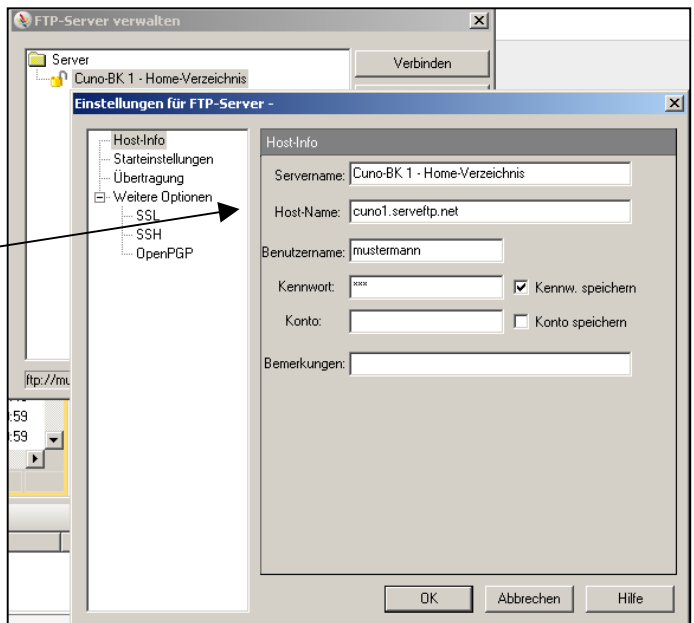 FTP-Server verwalten
Server
Verbinden
Cuno-BK 1 - Home-Verzeichnis
Einstellungen für FTP-Server -
Host-Info
Starteinstellungen
Übertragung
Weitere Optionen
SSL
SSH
OpenPGP
Host-Info
Servername: Cuno-BK 1 - Home-Verzeichnis
Host-Name: cuno1.serveftp.net
Benutzername: mustermann
Kennwort: *** Kennw. speichern
Konto: Konto speichern
Bemerkungen:
ftp://mu
:59
:59
OK Abbrechen Hilfe